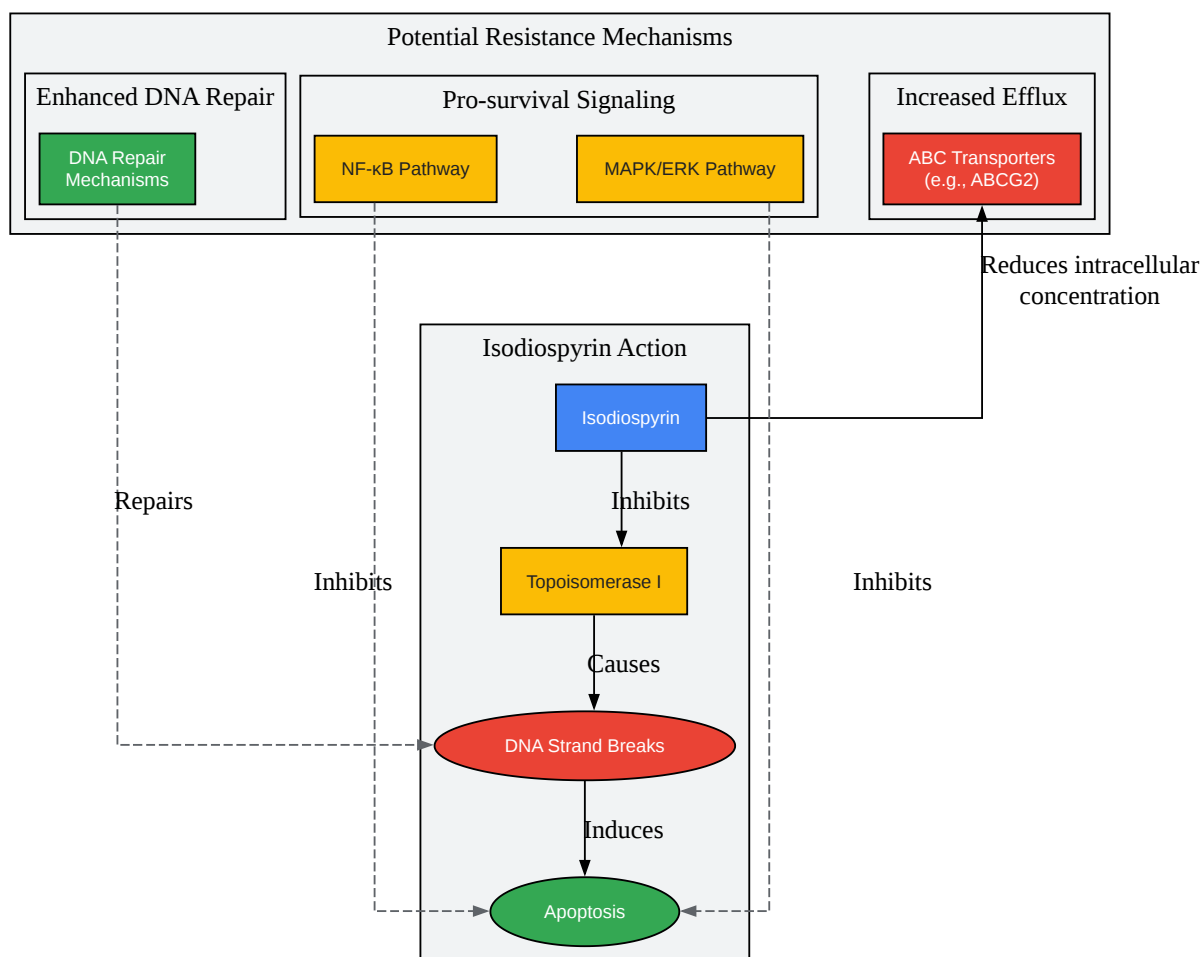 Potential Resistance Mechanisms
Enhanced DNA Repair
Pro-survival Signaling
Increased Efflux
DNA Repair
Mechanisms
NF-κB Pathway
MAPK/ERK Pathway
ABC Transporters
(e.g., ABCG2)
Reduces intracellular
concentration
Isodiospyrin Action
Isodiospyrin
Repairs
Inhibits
Inhibits
Topoisomerase I
Inhibits
Causes
DNA Strand Breaks
Induces
Apoptosis